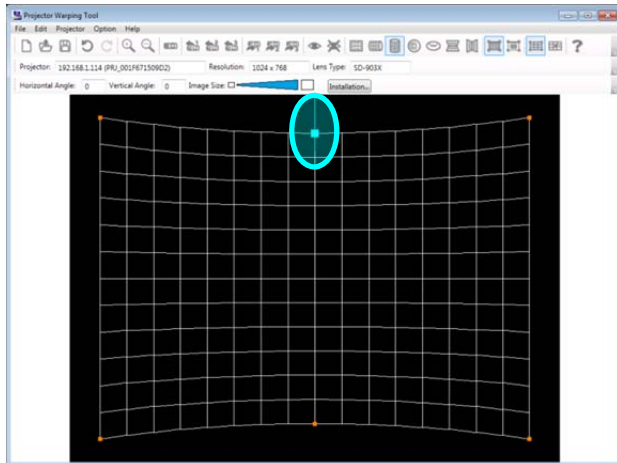 Projector Warping Tool
File Edit Projector Option Help
Projector: 192.168.1.114 (PRJ_001F671509D2) Resolution: 1024 x 768 Lens Type: SD-903X
Horizontal Angle: 0 Vertical Angle: 0 Image Size: Installation...